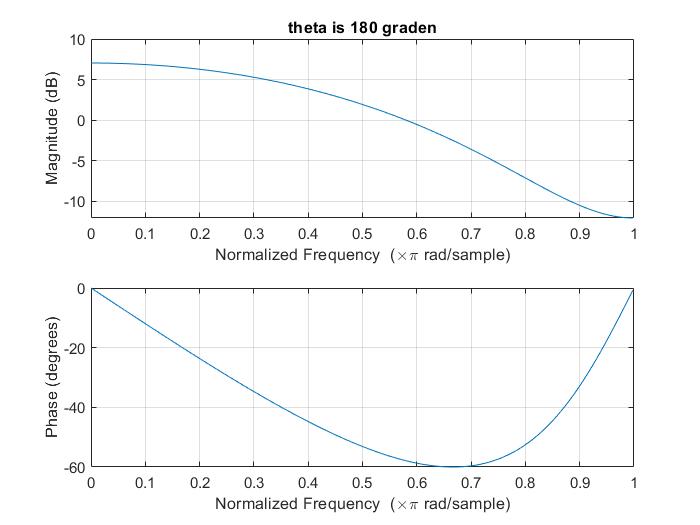 theta is 180 graden
10
5
0
-5
-10
Magnitude (dB)
0 0.1 0.2 0.3 0.4 0.5 0.6 0.7 0.8 0.9 1
Normalized Frequency (×π rad/sample)
0
-20
-40
-60
Phase (degrees)
0 0.1 0.2 0.3 0.4 0.5 0.6 0.7 0.8 0.9 1
Normalized Frequency (×π rad/sample)